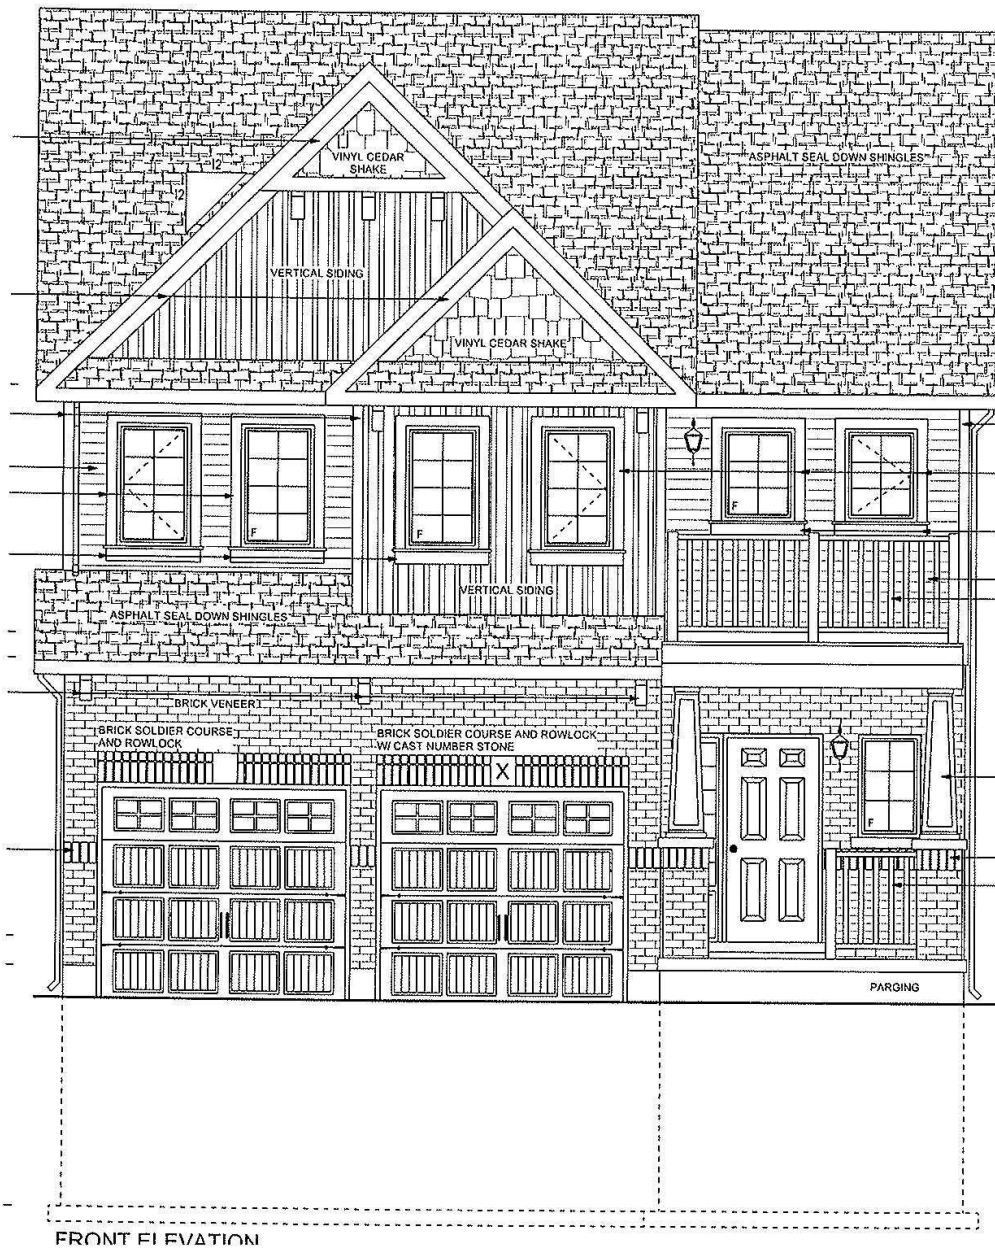 VINYL CEDAR
SHAKE
ASPHALT SEAL DOWN SHINGLES
12
12
VERTICAL SIDING
VINYL CEDAR SHAKE
F
F
F
VERTICAL SIDING
ASPHALT SEAL DOWN SHINGLES
BRICK VENEER
BRICK SOLDIER COURSE
AND ROWLOCK
BRICK SOLDIER COURSE AND ROWLOCK
W/ CAST NUMBER STONE
X
F
PARGING
FRONT ELEVATION